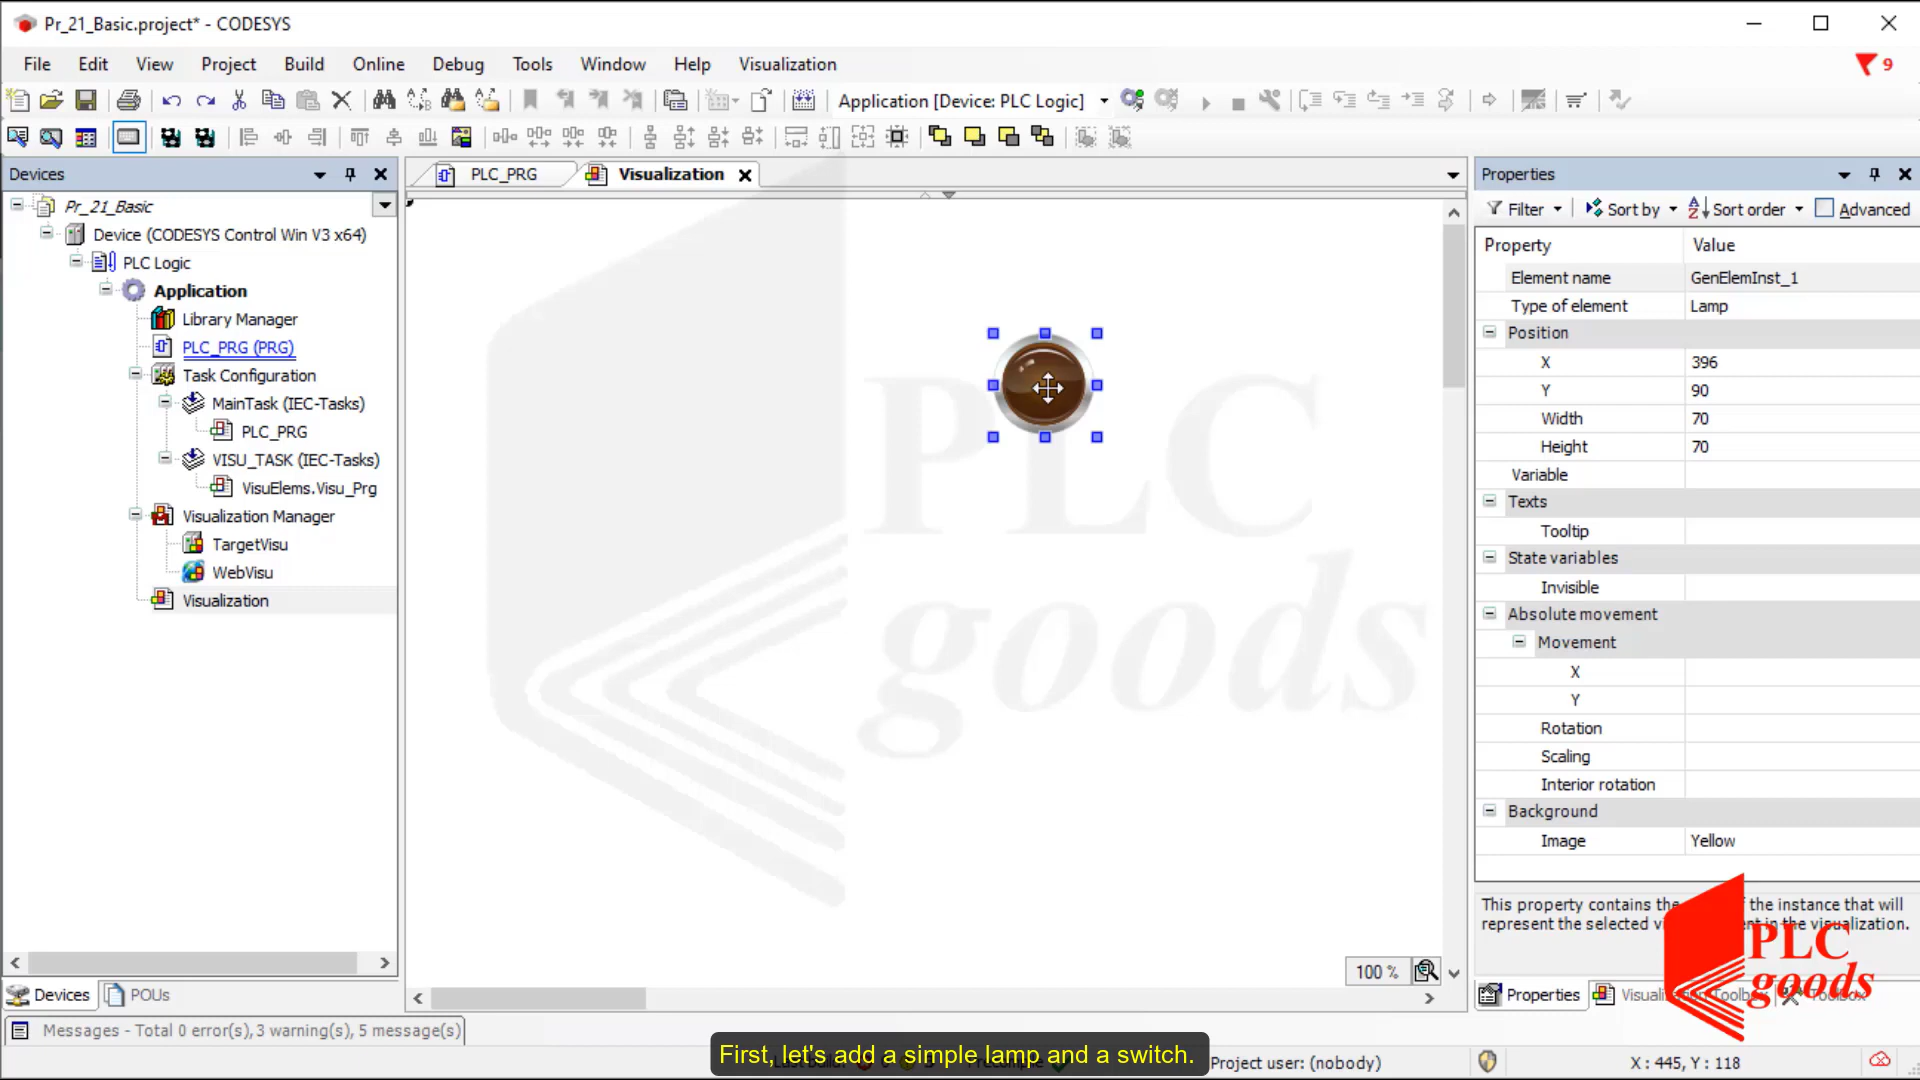 Pr_21_Basic.project* - CODESYS
File Edit View Project Build Online Debug Tools Window Help Visualization
9
Application [Device: PLC Logic]
Devices
Pr_21_Basic
Device (CODESYS Control Win V3 x64)
PLC Logic
Application
Library Manager
PLC_PRG (PRG)
Task Configuration
MainTask (IEC-Tasks)
PLC_PRG
VISU_TASK (IEC-Tasks)
VisuElems.Visu_Prg
Visualization Manager
TargetVisu
WebVisu
Visualization
Devices POUs
PLC_PRG Visualization
PLC
goods
100 %
Properties
Filter Sort by Sort order Advanced
Property Value
Element name GenElemInst_1
Type of element Lamp
Position
X 396
Y 90
Width 70
Height 70
Variable
Texts
Tooltip
State variables
Invisible
Absolute movement
Movement
X
Y
Rotation
Scaling
Interior rotation
Background
Image Yellow
This property contains the of the instance that will
represent the selected in the visualization.
PLC
goods
Properties
Messages - Total 0 error(s), 3 warning(s), 5 message(s)
First, let's add a simple lamp and a switch.
Project user: (nobody)
X : 445, Y : 118